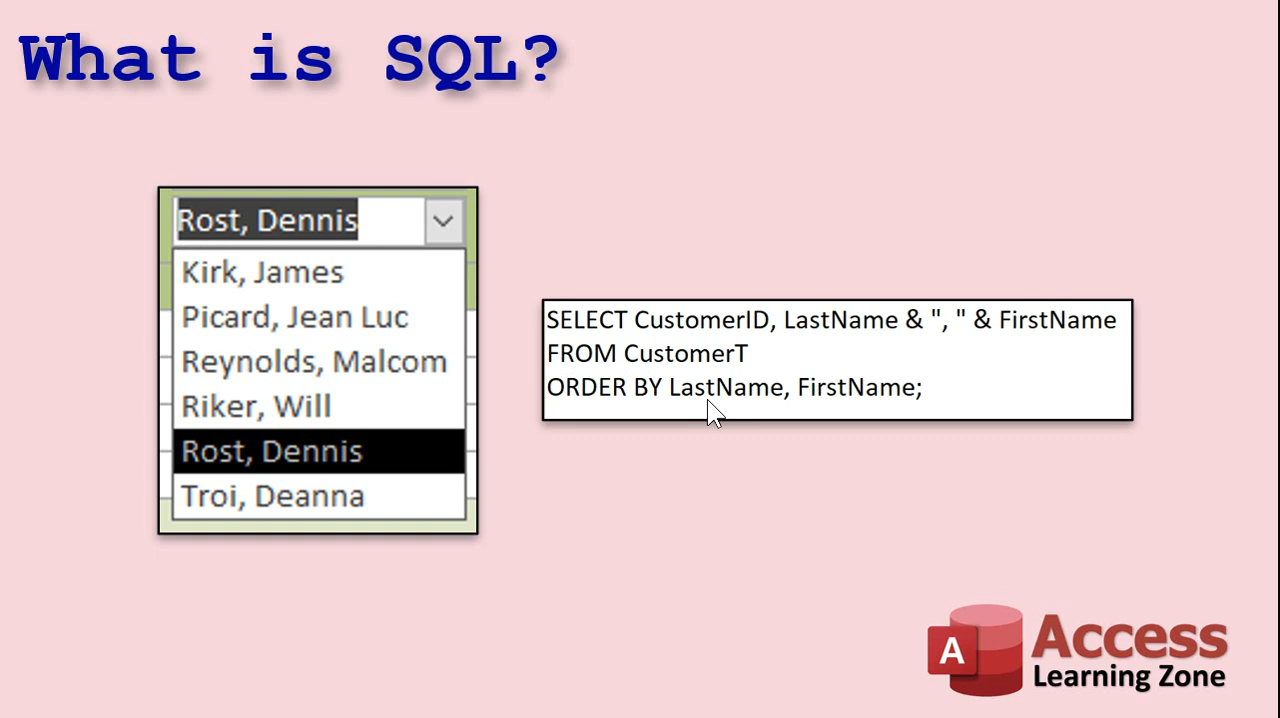 What is SQL?
Rost, Dennis
Kirk, James
Picard, Jean Luc
Reynolds, Malcom
Riker, Will
Rost, Dennis
Troi, Deanna
SELECT CustomerID, LastName & ", " & FirstName
FROM CustomerT
ORDER BY LastName, FirstName;
A
Access
Learning Zone